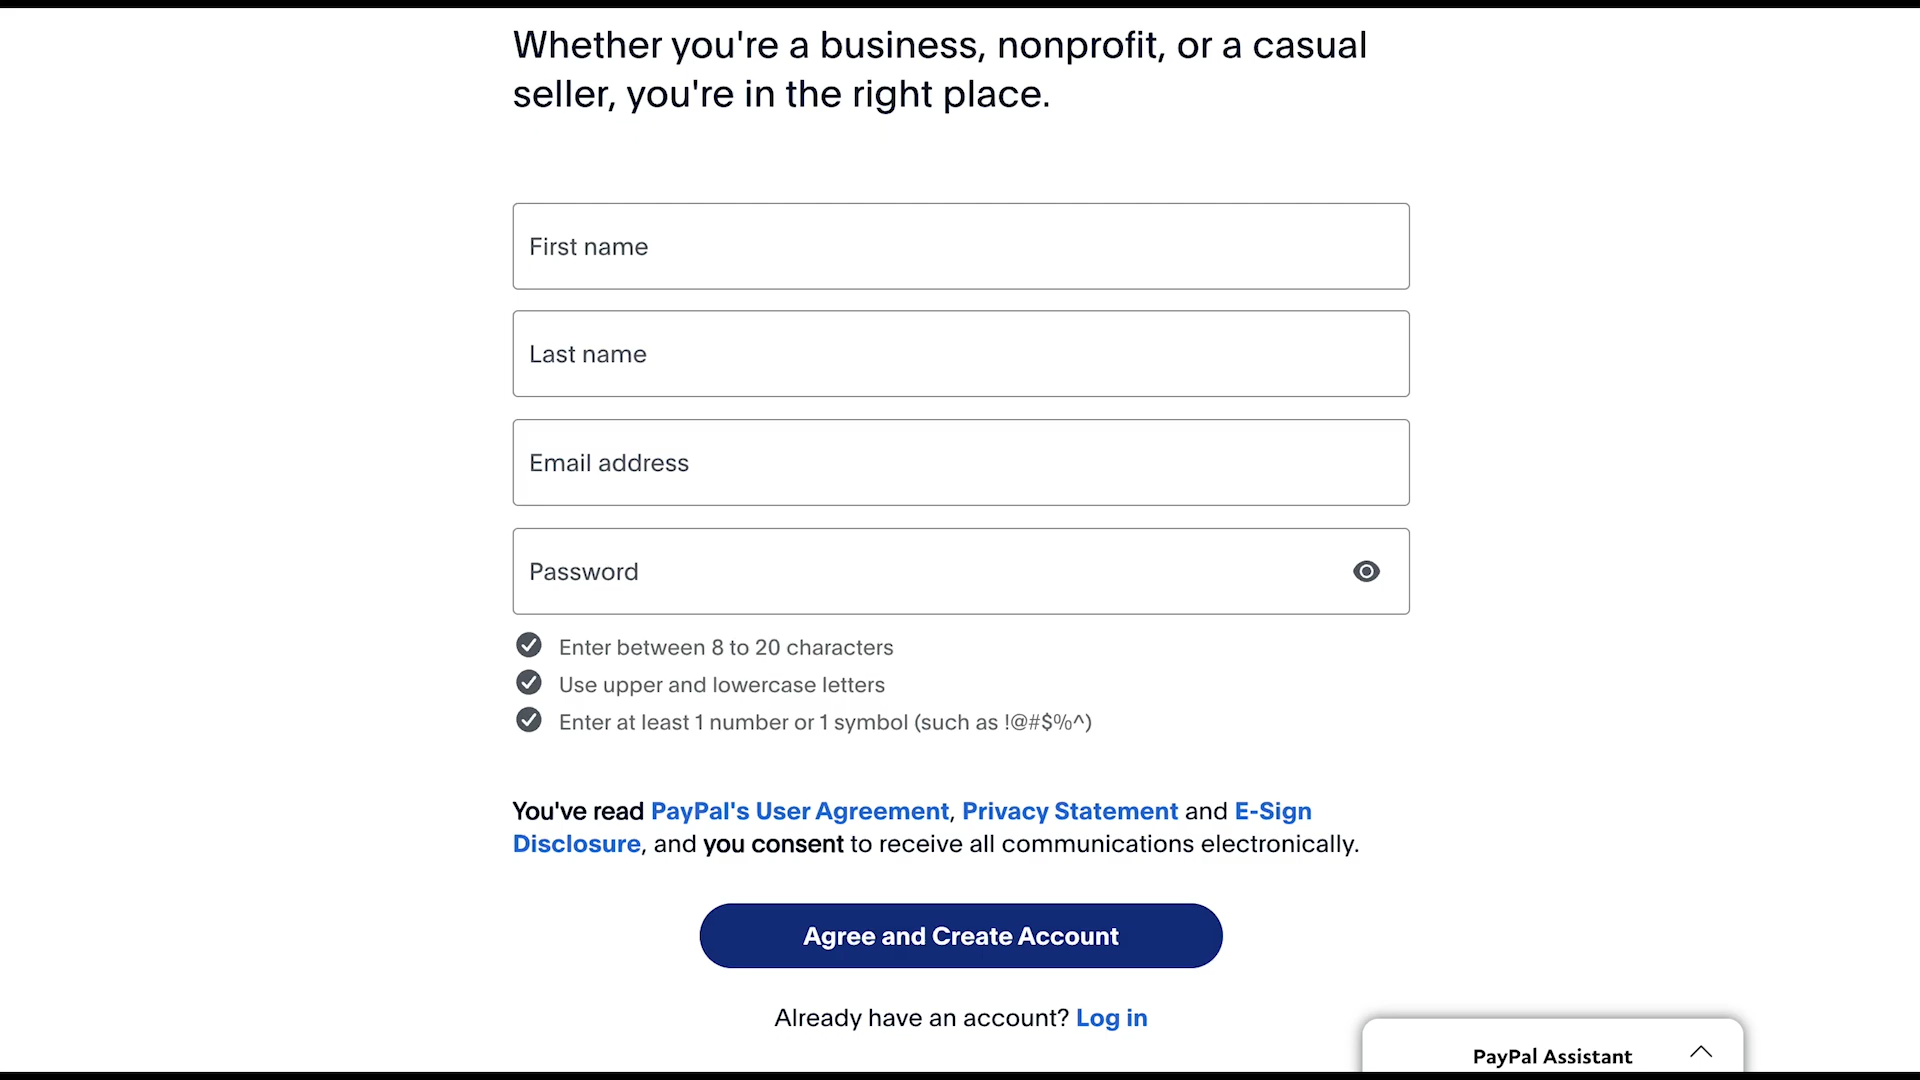 Whether you're a business, nonprofit, or a casual
seller, you're in the right place.
First name
Last name
Email address
Password
Enter between 8 to 20 characters
Use upper and lowercase letters
Enter at least 1 number or 1 symbol (such as !@#$%^)
You've read PayPal's User Agreement, Privacy Statement and E-Sign
Disclosure, and you consent to receive all communications electronically.
Agree and Create Account
Already have an account? Log in
PayPal Assistant